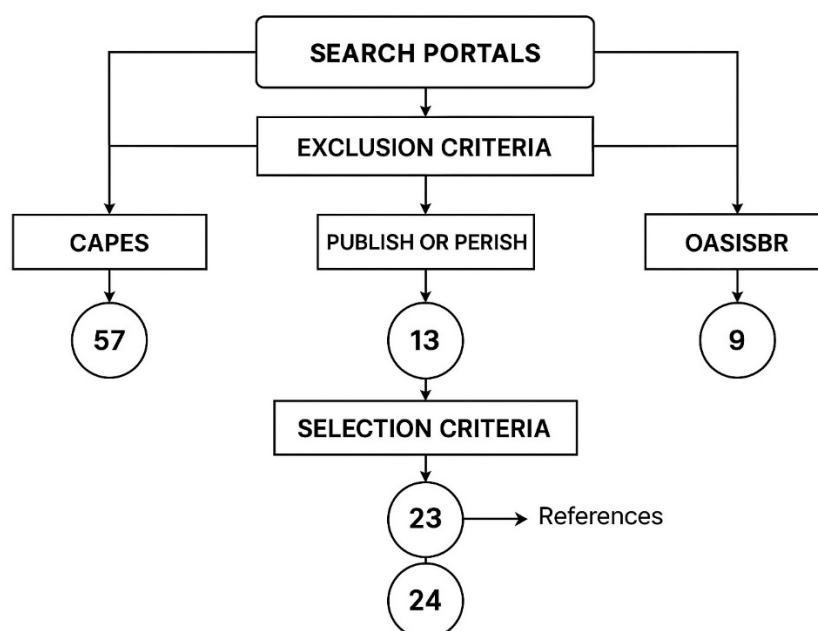 SEARCH PORTALS
EXCLUSION CRITERIA
CAPES
PUBLISH OR PERISH
OASISBR
57
13
9
SELECTION CRITERIA
23
References
24